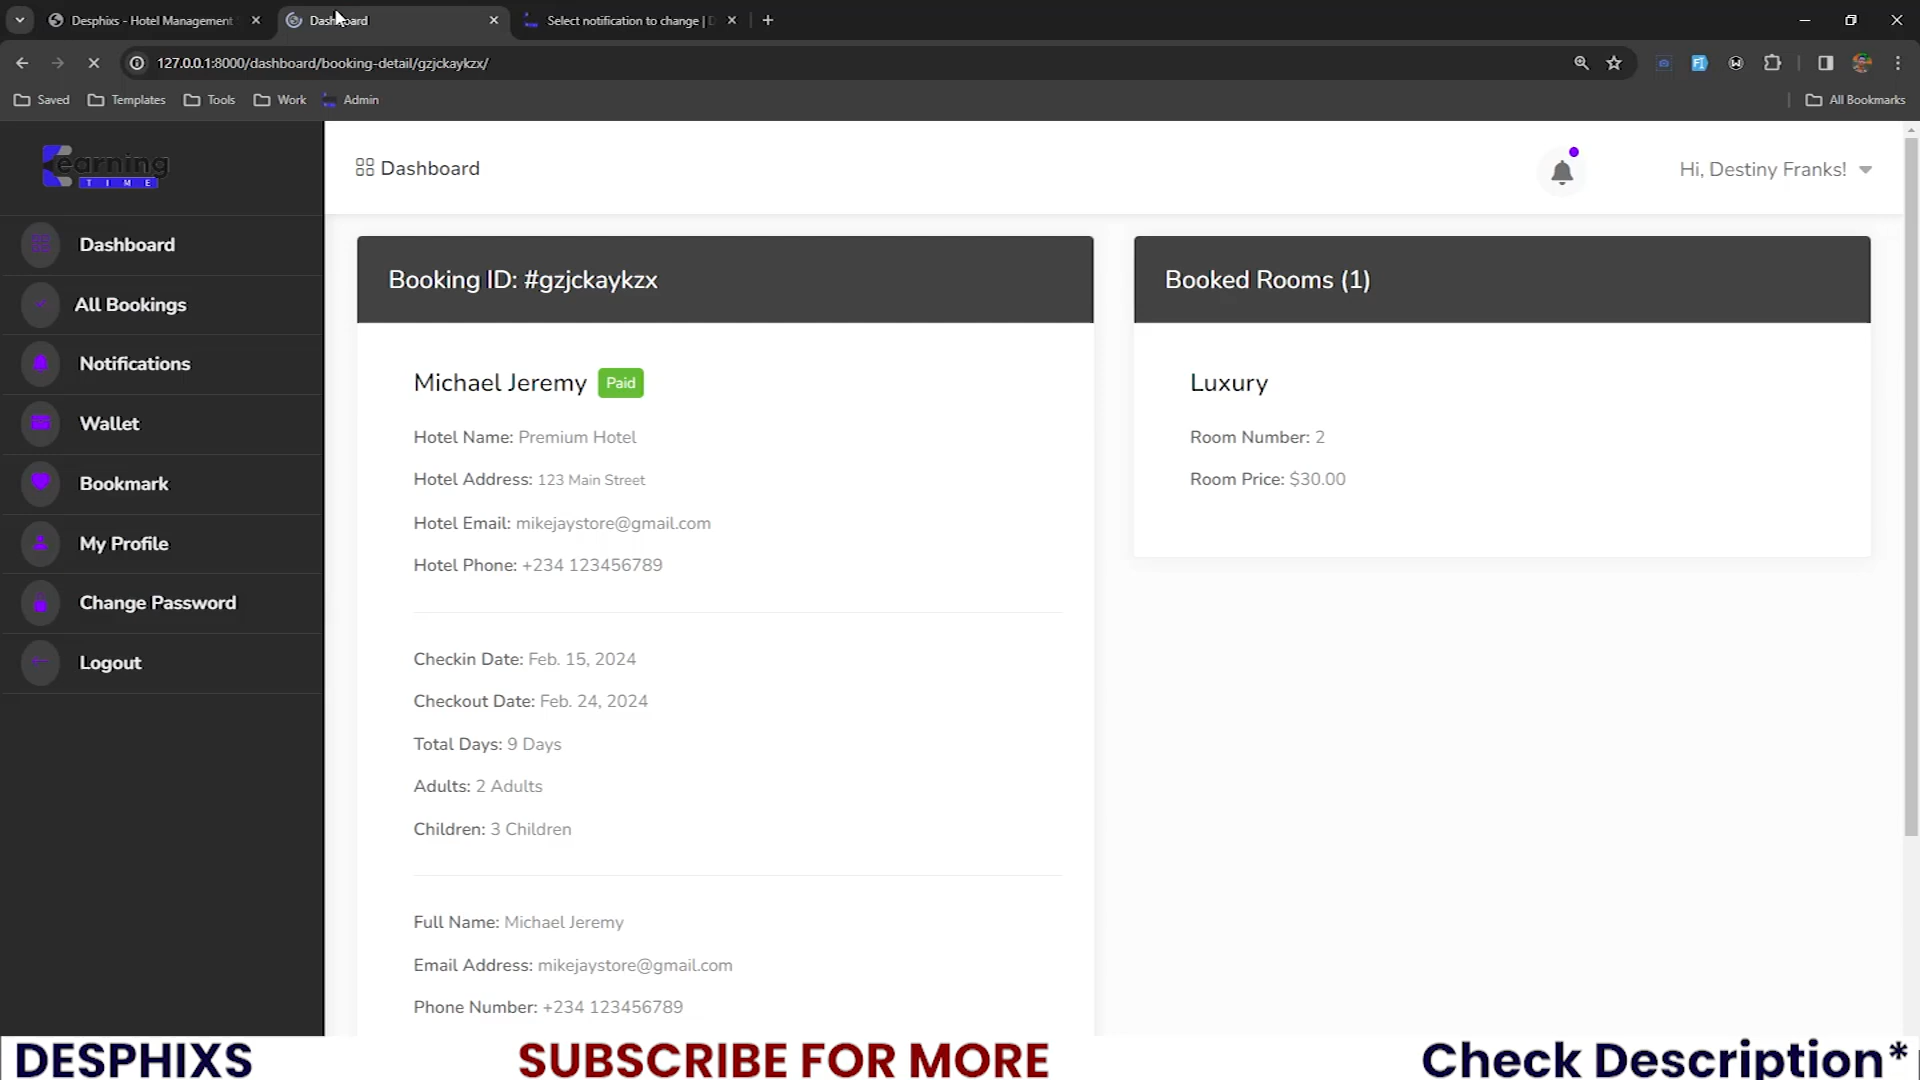 Desphixs - Hotel Management
Dashboard
Select notification to change |
127.0.0.1:8000/dashboard/booking-detail/gzjckaykzx/
Saved
Templates
Tools
Work
Admin
All Bookmarks
earning
TIME
Dashboard
Hi, Destiny Franks!
Dashboard
All Bookings
Notifications
Wallet
Bookmark
My Profile
Change Password
Logout
Booking ID: #gzjckaykzx
Michael Jeremy Paid
Hotel Name: Premium Hotel
Hotel Address: 123 Main Street
Hotel Email: mikejaystore@gmail.com
Hotel Phone: +234 123456789
Checkin Date: Feb. 15, 2024
Checkout Date: Feb. 24, 2024
Total Days: 9 Days
Adults: 2 Adults
Children: 3 Children
Full Name: Michael Jeremy
Email Address: mikejaystore@gmail.com
Phone Number: +234 123456789
Booked Rooms (1)
Luxury
Room Number: 2
Room Price: $30.00
DESPHIXS
SUBSCRIBE FOR MORE
Check Description*